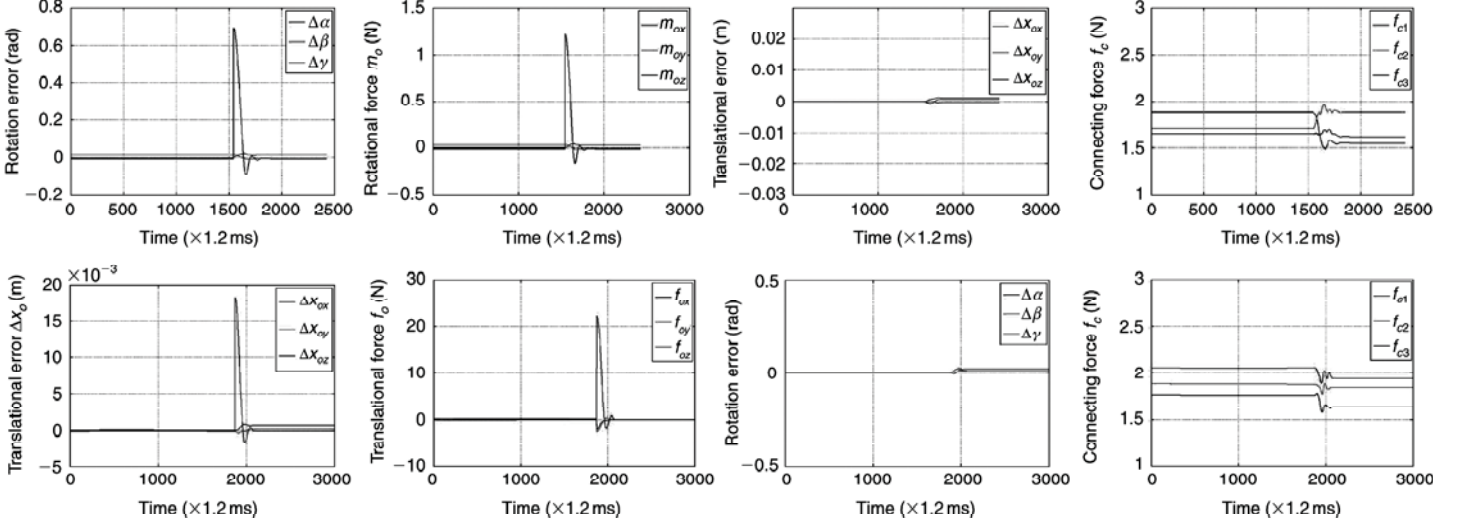 Rotation error (rad)
0.8
0.6
0.4
0.2
0
−0.2
Δα
Δβ
Δγ
0 500 1000 1500 2000 2500
Time (×1.2 ms)
Rotational force m_o (N)
1.5
1
0.5
0
−0.5
m_ox
m_oy
m_oz
0 1000 2000 3000
Time (×1.2 ms)
Translational error (m)
0.02
0.01
0
−0.01
−0.02
−0.03
Δx_ox
Δx_oy
Δx_oz
0 1000 2000 3000
Time (×1.2 ms)
Connecting force f_c (N)
3
2.5
2
1.5
1
f_c1
f_c2
f_c3
0 500 1000 1500 2000 2500
Time (×1.2 ms)
Translational error Δx_o (m)
×10⁻³
20
15
10
5
0
−5
Δx_ox
Δx_oy
Δx_oz
0 1000 2000 3000
Time (×1.2 ms)
Translational force f_o (N)
30
20
10
0
−10
f_ox
f_oy
f_oz
0 1000 2000 3000
Time (×1.2 ms)
Rotation error (rad)
0.5
0
−0.5
Δα
Δβ
Δγ
0 1000 2000 3000
Time (×1.2 ms)
Connecting force f_c (N)
3
2.5
2
1.5
1
f_c1
f_c2
f_c3
0 1000 2000 3000
Time (×1.2 ms)